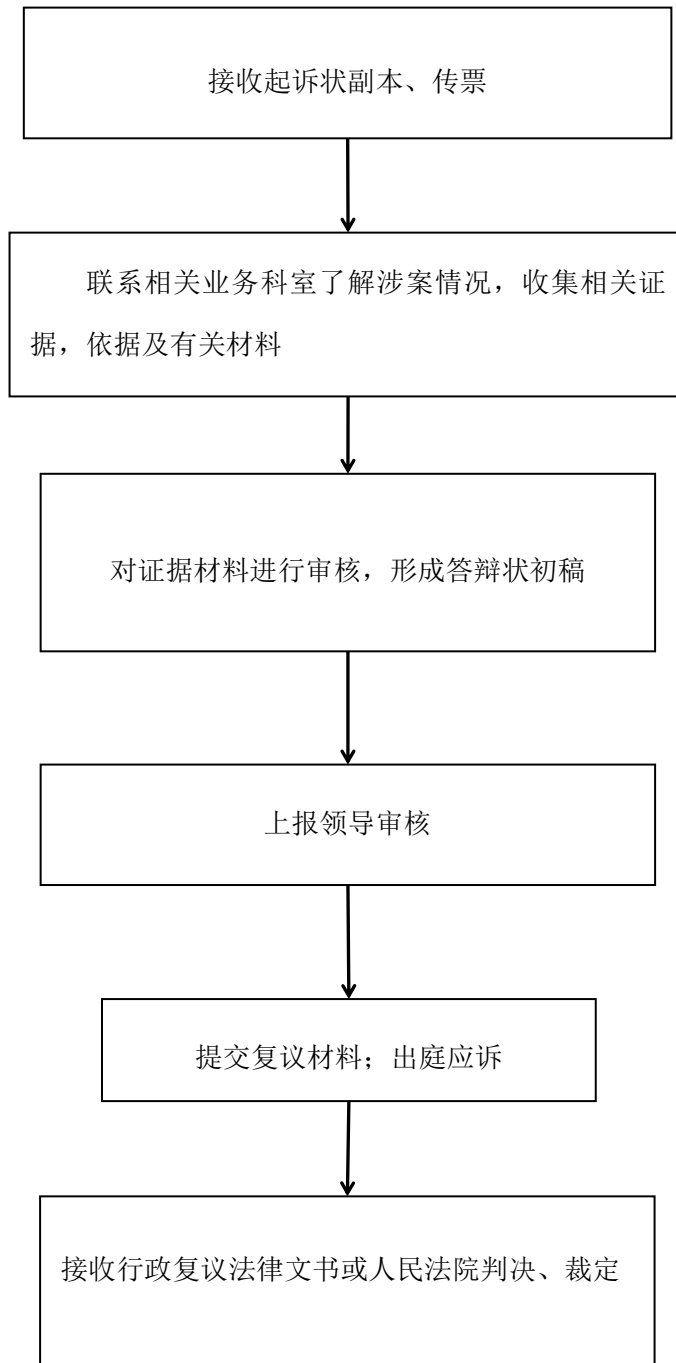 接收起诉状副本、传票
联系相关业务科室了解涉案情况，收集相关证
据，依据及有关材料
对证据材料进行审核，形成答辩状初稿
上报领导审核
提交复议材料；出庭应诉
接收行政复议法律文书或人民法院判决、裁定